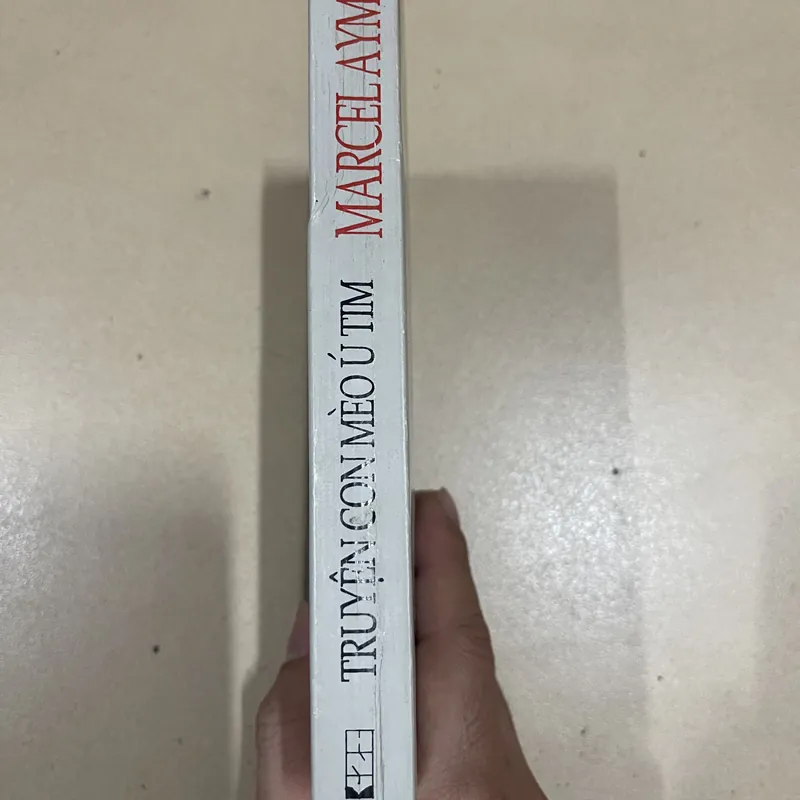 TRUYỆN CON MÈO Ú TIM
MARCEL AYM
K